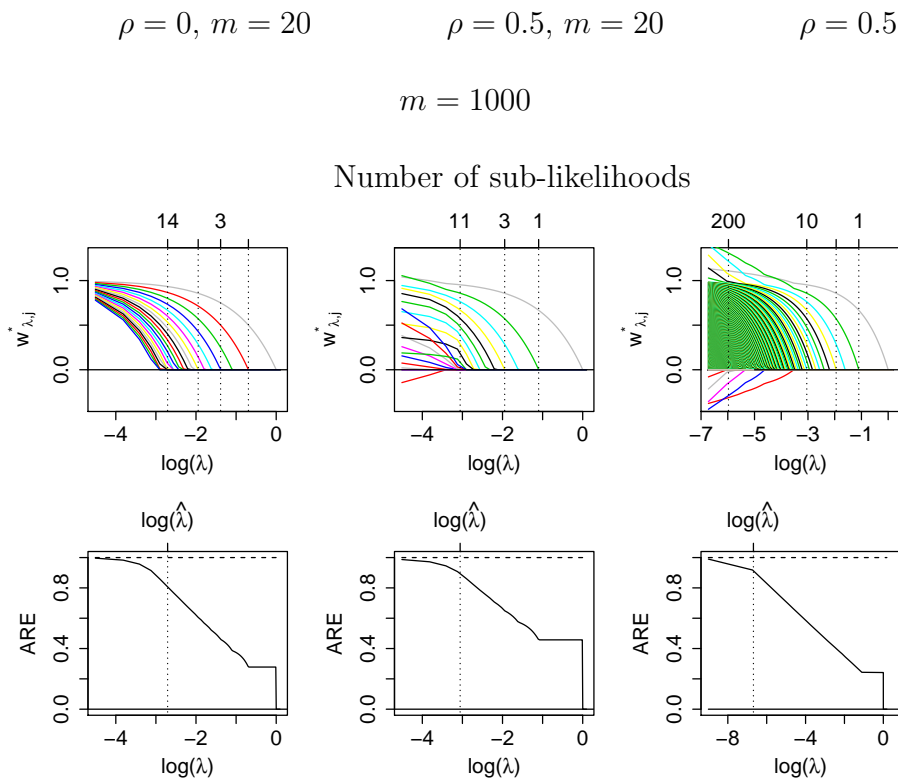 ρ = 0, m = 20 ρ = 0.5, m = 20 ρ = 0.5
m = 1000
Number of sub-likelihoods
14 3 11 3 1 200 10 1
1.0 1.0 1.0
w*λ,j w*λ,j w*λ,j
0.0 0.0 0.0
−4 −2 0 −4 −2 0 −7 −5 −3 −1
log(λ) log(λ) log(λ)
log(λ̂) log(λ̂) log(λ̂)
0.8 0.8 0.8
ARE ARE ARE
0.4 0.4 0.4
0.0 0.0 0.0
−4 −2 0 −4 −2 0 −8 −4 0
log(λ) log(λ) log(λ)